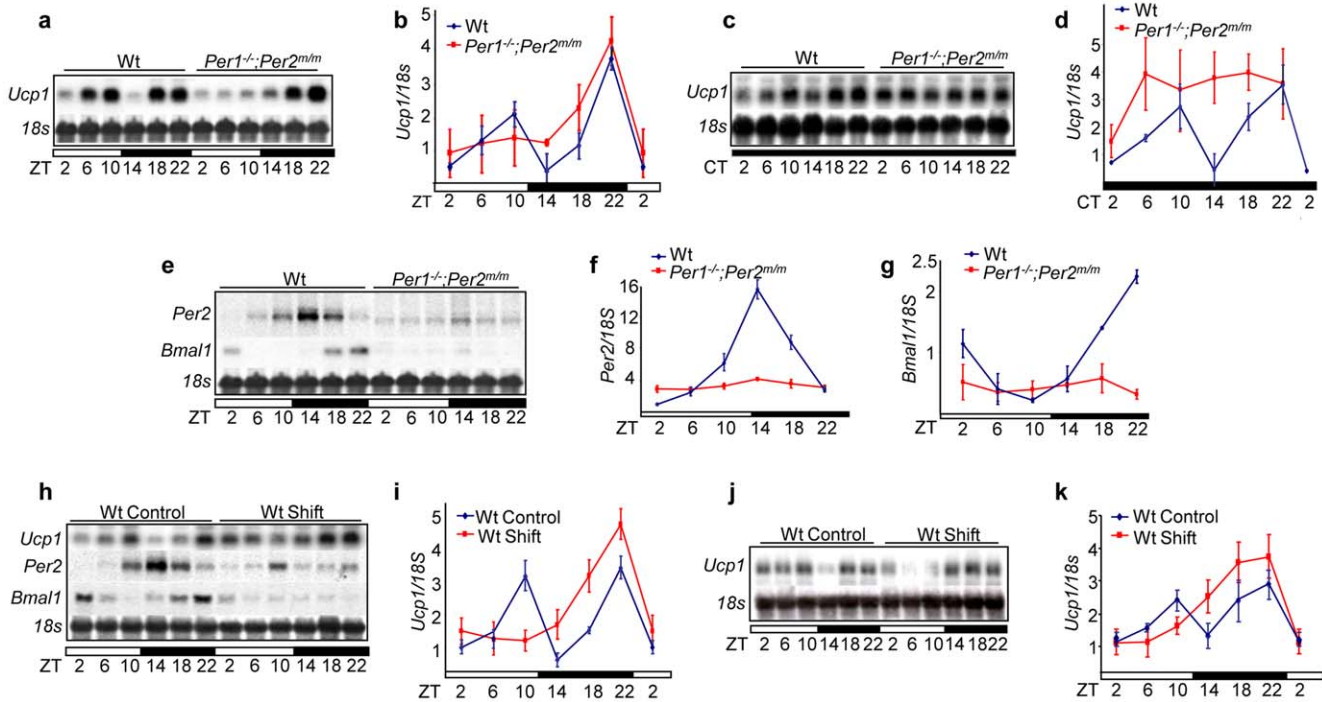 a
Wt Per1-/-;Per2m/m
Ucp1
18s
ZT 2 6 10 14 18 22 2 6 10 14 18 22
b
Wt
Per1-/-;Per2m/m
Ucp1/18s
5
4
3
2
1
ZT 2 6 10 14 18 22 2
c
Wt Per1-/-;Per2m/m
Ucp1
18s
CT 2 6 10 14 18 22 2 6 10 14 18 22
d
Wt
Per1-/-;Per2m/m
Ucp1/18s
5
4
3
2
1
CT 2 6 10 14 18 22 2
e
Wt Per1-/-;Per2m/m
Per2
Bmal1
18s
ZT 2 6 10 14 18 22 2 6 10 14 18 22
f
Wt
Per1-/-;Per2m/m
Per2/18S
16
12
8
4
ZT 2 6 10 14 18 22
g
Wt
Per1-/-;Per2m/m
Bmal1/18S
2.5
2
1
ZT 2 6 10 14 18 22
h
Wt Control Wt Shift
Ucp1
Per2
Bmal1
18s
ZT 2 6 10 14 18 22 2 6 10 14 18 22
i
Wt Control
Wt Shift
Ucp1/18S
5
4
3
2
1
ZT 2 6 10 14 18 22 2
j
Wt Control Wt Shift
Ucp1
18s
ZT 2 6 10 14 18 22 2 6 10 14 18 22
k
Wt Control
Wt Shift
Ucp1/18s
5
4
3
2
1
ZT 2 6 10 14 18 22 2